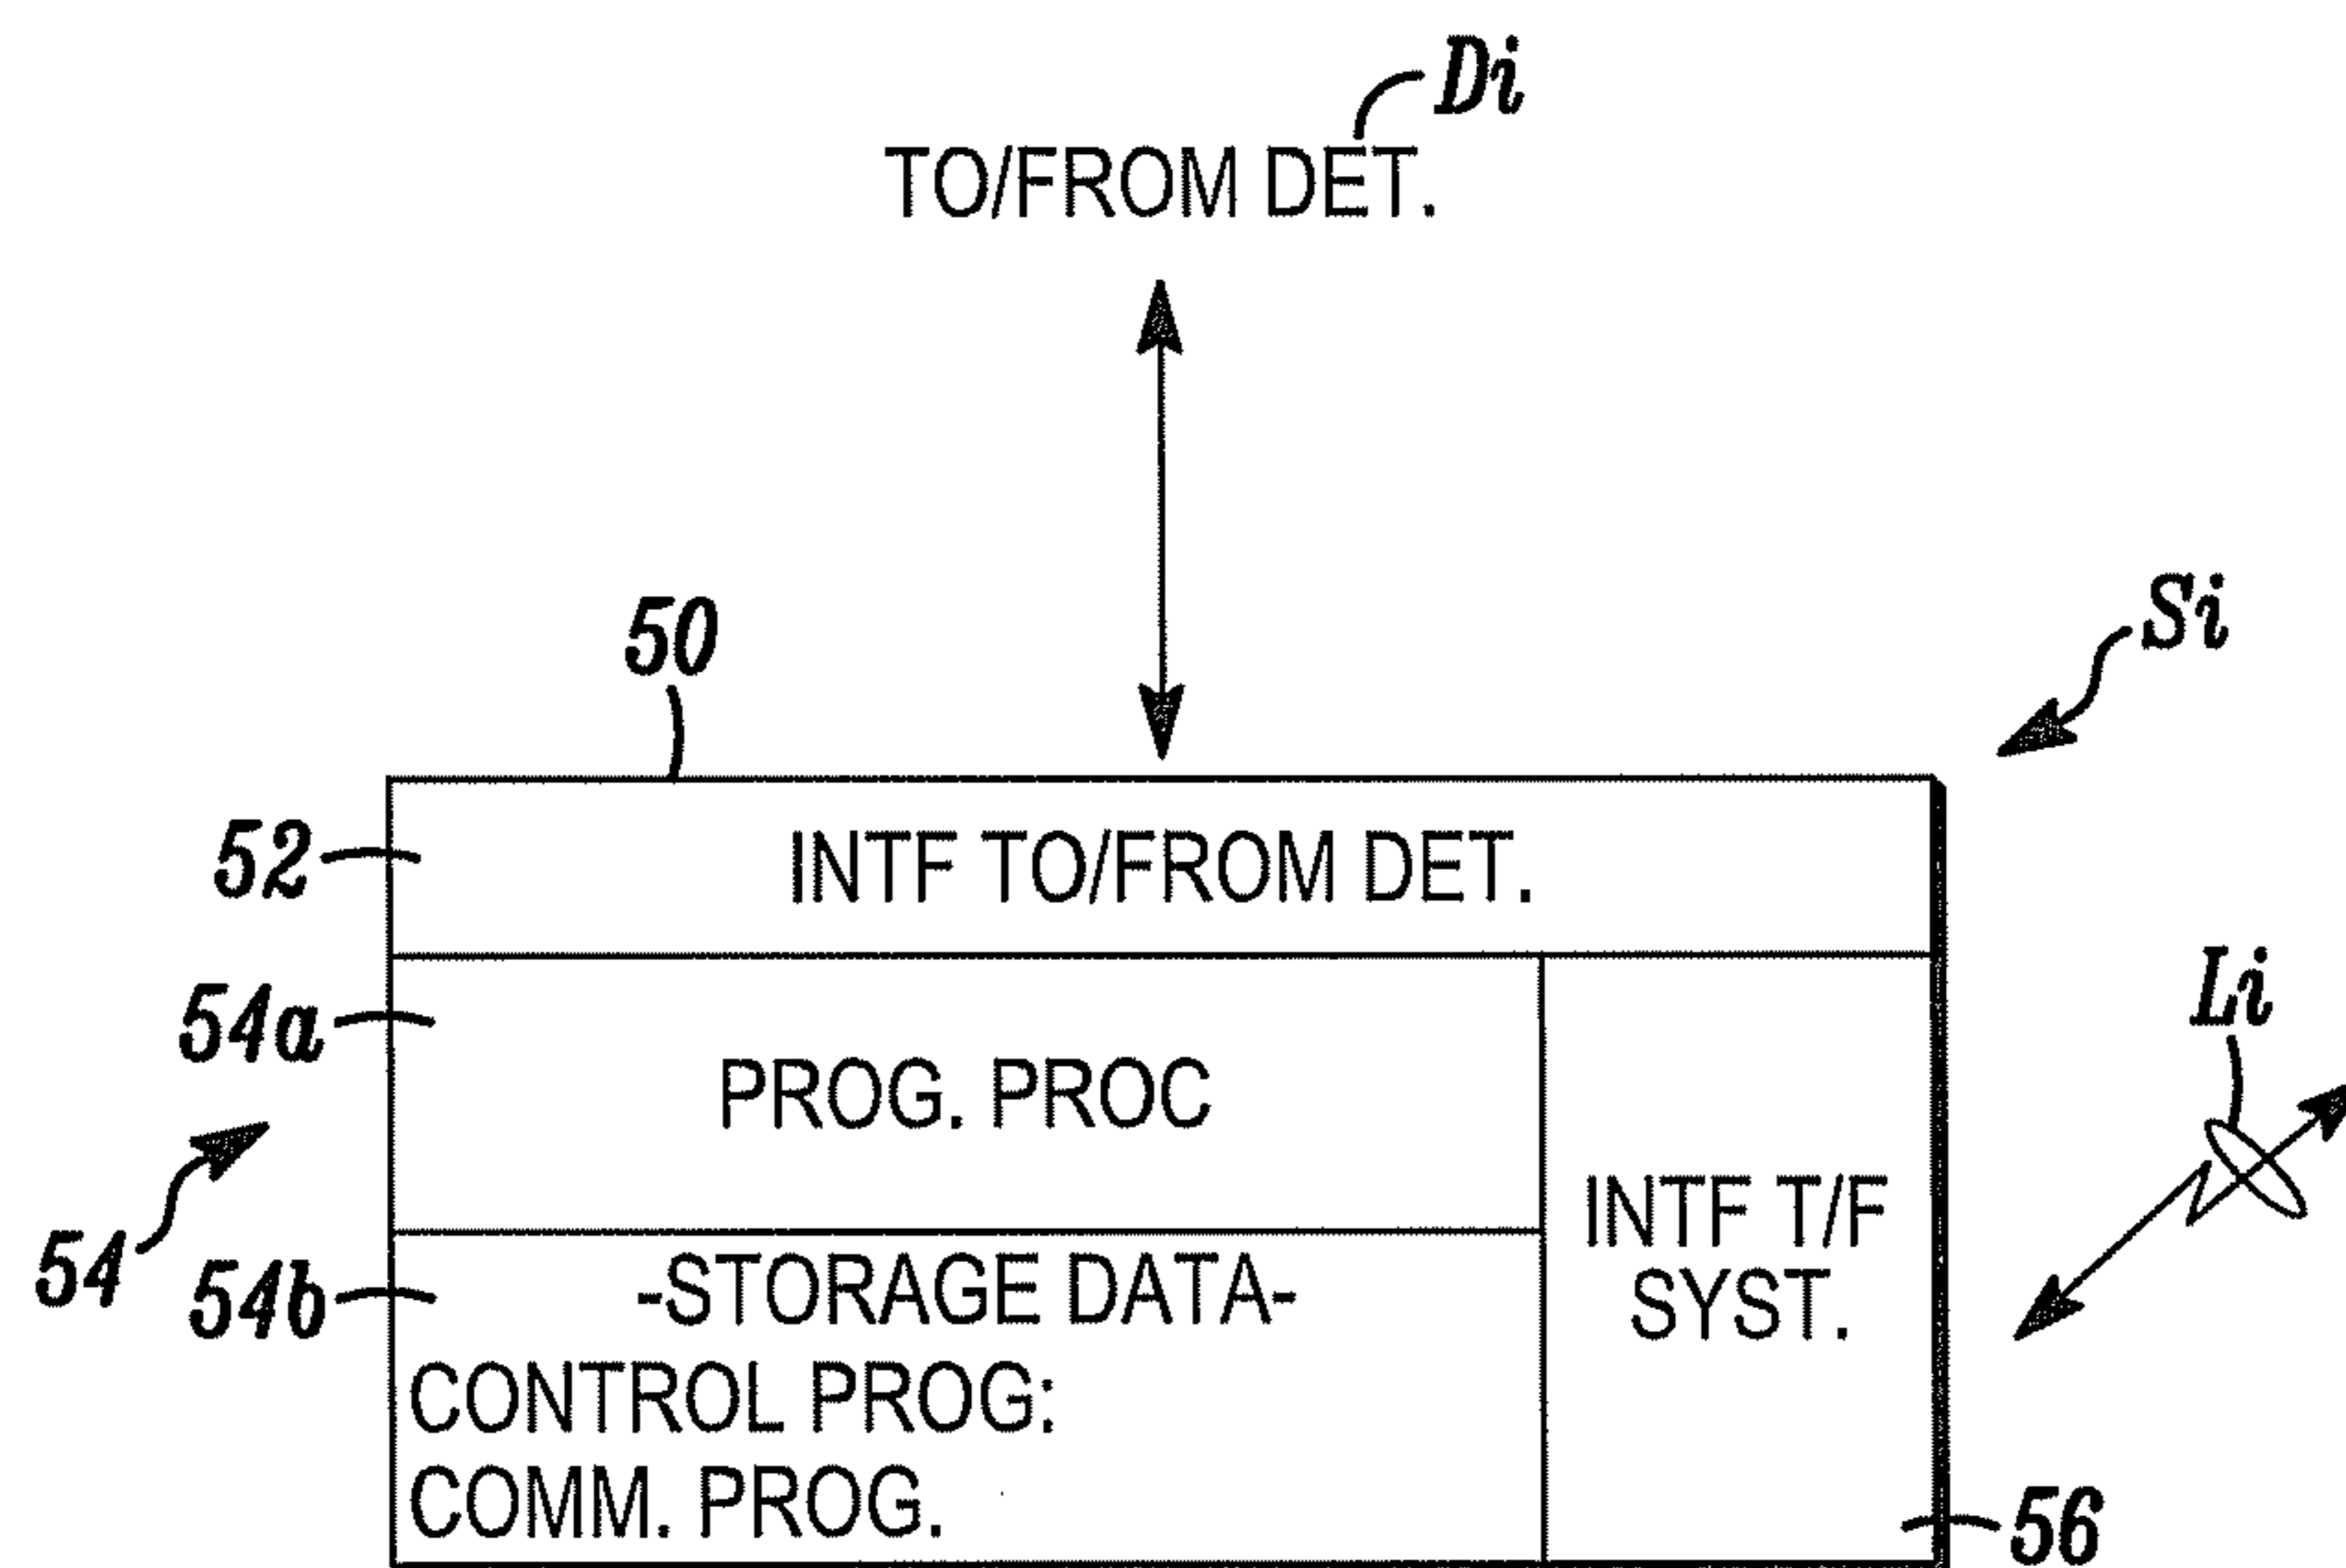 Di
TO/FROM DET.
Si
50
52
INTF TO/FROM DET.
Li
54a
PROG. PROC
54
INTF T/F
SYST.
54b
-STORAGE DATA-
CONTROL PROG:
COMM. PROG.
56